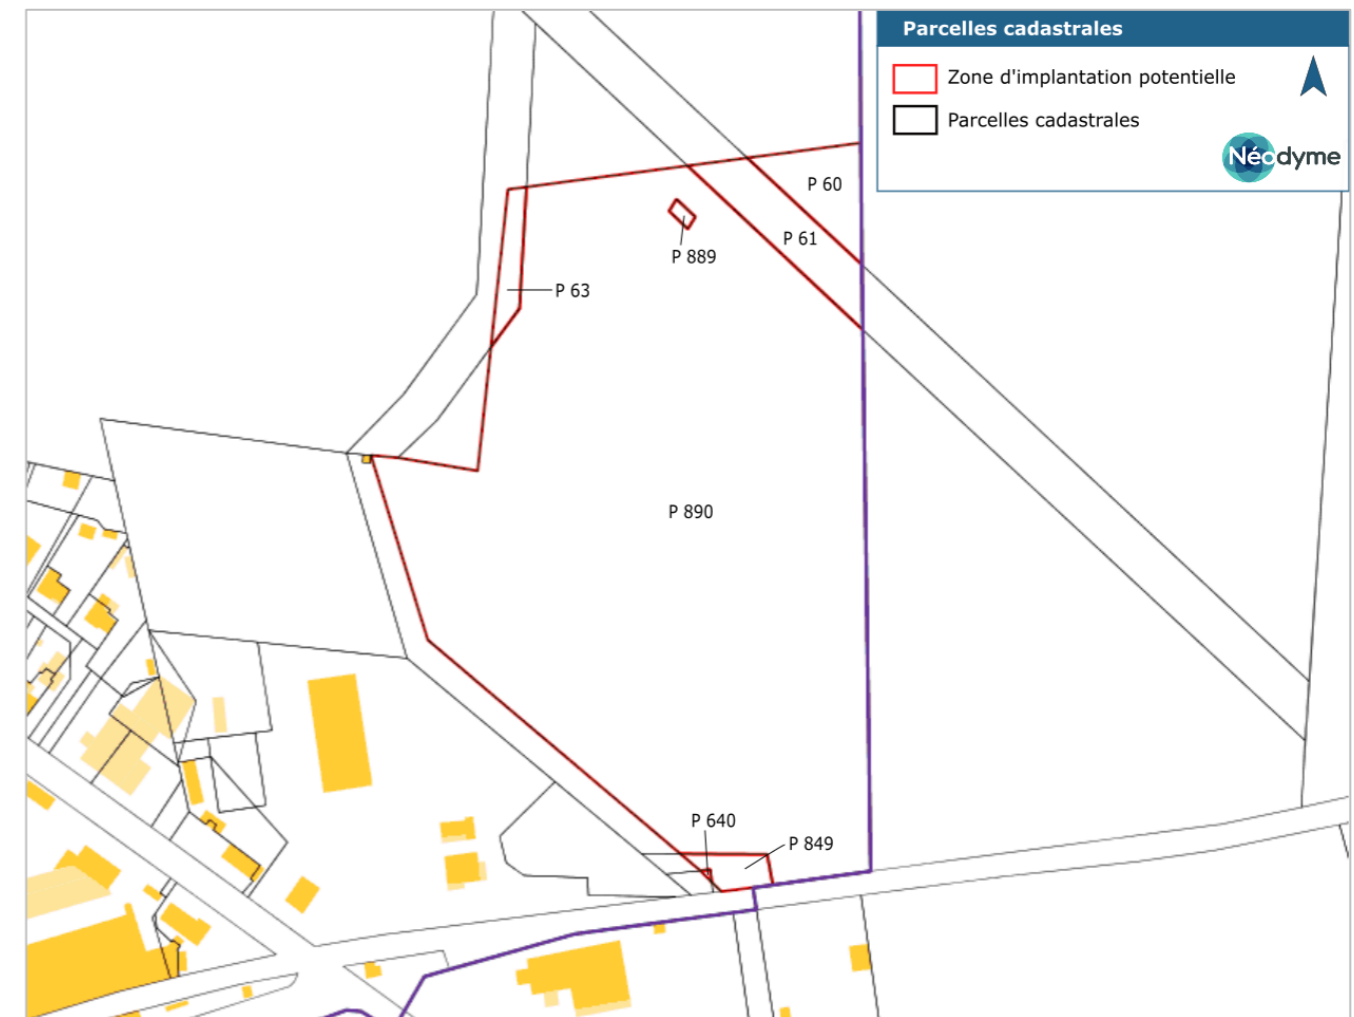 Parcelles cadastrales
Zone d'implantation potentielle
Parcelles cadastrales
Néodyme
P 60
P 61
P 889
P 63
P 890
P 640
P 849